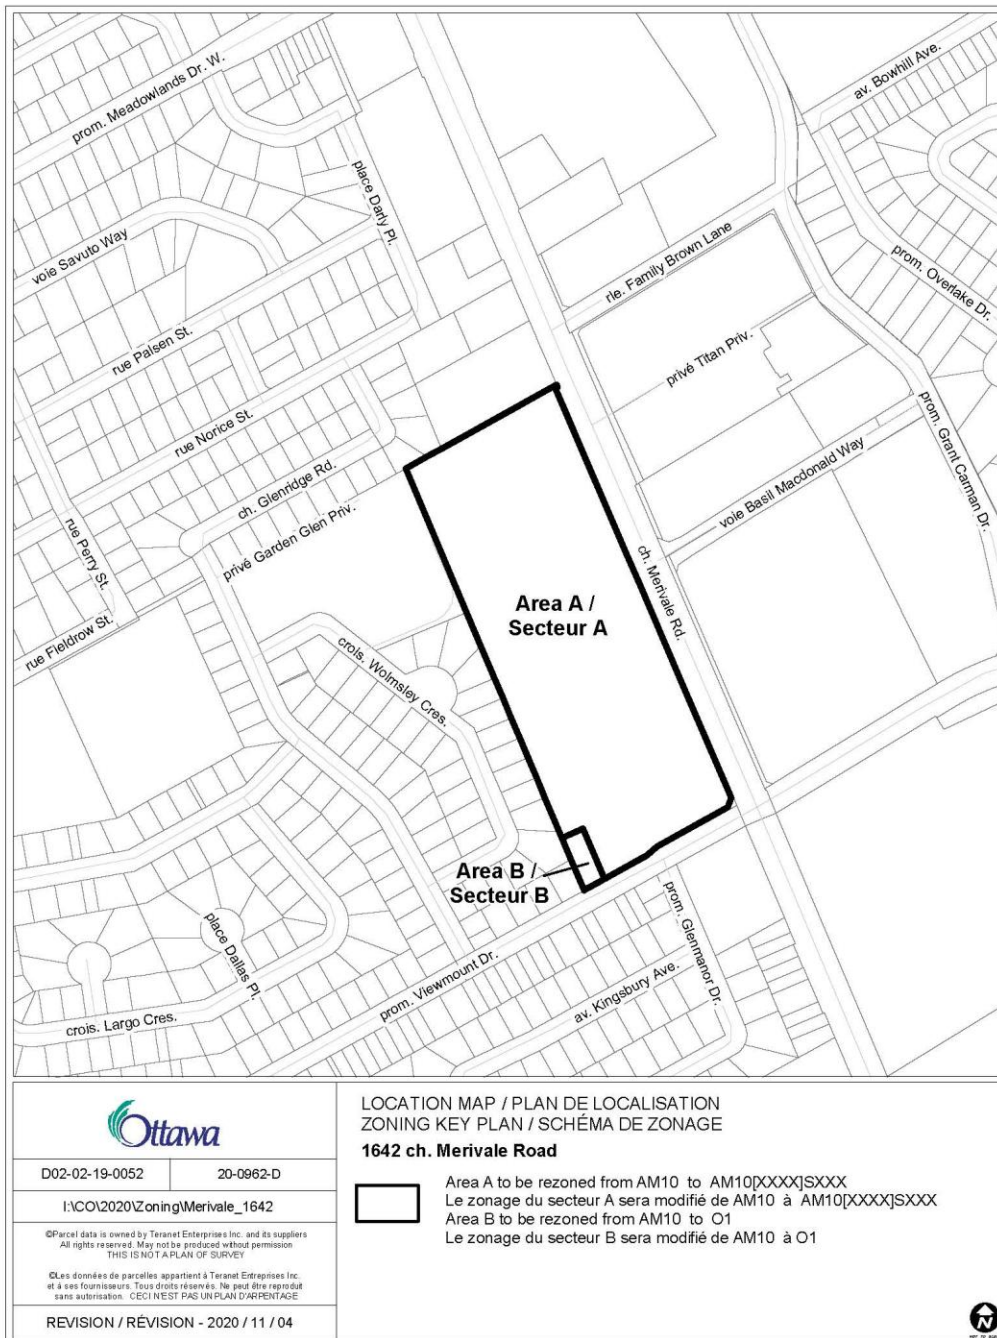 prom. Meadowlands Dr. W.
av. Bowhill Ave.
place Darly Pl.
voie Savuto Way
rle. Family Brown Lane
prom. Overlake Dr.
rue Palsen St.
privé Titan Priv.
rue Norice St.
prom. Grant Carman Dr.
ch. Glenridge Rd.
voie Basil Macdonald Way
privé Garden Glen Priv.
rue Perry St.
ch. Merivale Rd.
Area A /
Secteur A
rue Fieldrow St.
crois. Wolmsley Cres.
Area B /
Secteur B
place Dallas Pl.
prom. Glenmanor Dr.
prom. Viewmount Dr.
av. Kingsbury Ave.
crois. Largo Cres.
Ottawa
D02-02-19-0052
20-0962-D
I:\CO\2020\Zoning\Merivale_1642
©Parcel data is owned by Teranet Enterprises Inc. and its suppliers
All rights reserved. May not be produced without permission
THIS IS NOT A PLAN OF SURVEY
©Les données de parcelles appartient à Teranet Entreprises Inc.
et à ses fournisseurs. Tous droits réservés. Ne peut être reproduit
sans autorisation. CECI N'EST PAS UN PLAN D'ARPENTAGE
REVISION / RÉVISION - 2020 / 11 / 04
LOCATION MAP / PLAN DE LOCALISATION
ZONING KEY PLAN / SCHÉMA DE ZONAGE
1642 ch. Merivale Road
Area A to be rezoned from AM10 to AM10[XXXX]SXXX
Le zonage du secteur A sera modifié de AM10 à AM10[XXXX]SXXX
Area B to be rezoned from AM10 to O1
Le zonage du secteur B sera modifié de AM10 à O1
N
NOT TO SCALE